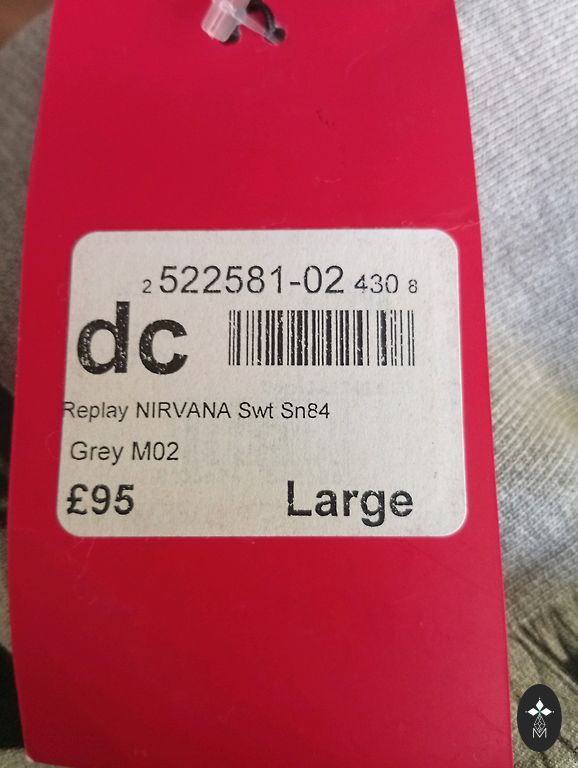 2 522581-02 430 8
dc
Replay NIRVANA Swt Sn84
Grey M02
£95 Large
M